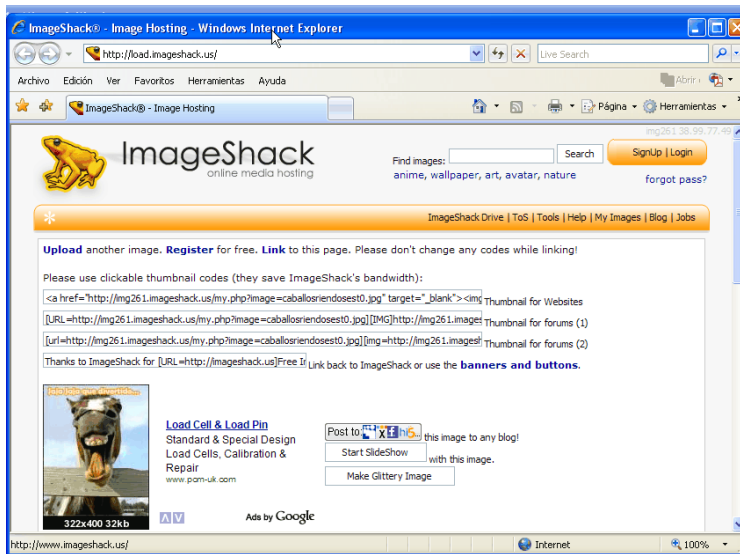 ImageShack® - Image Hosting - Windows Internet Explorer
http://load.imageshack.us/
Live Search
Archivo Edición Ver Favoritos Herramientas Ayuda
Abrir
ImageShack® - Image Hosting
Página
Herramientas
img261 38.99.77.49
ImageShack
online media hosting
Find images:
Search
SignUp | Login
anime, wallpaper, art, avatar, nature
forgot pass?
ImageShack Drive | ToS | Tools | Help | My Images | Blog | Jobs
Upload another image. Register for free. Link to this page. Please don't change any codes while linking!
Please use clickable thumbnail codes (they save ImageShack's bandwidth):
<a href="http://img261.imageshack.us/my.php?image=caballosriendosest0.jpg" target="_blank"><img
Thumbnail for Websites
[URL=http://img261.imageshack.us/my.php?image=caballosriendosest0.jpg][IMG]http://img261.images
Thumbnail for forums (1)
[url=http://img261.imageshack.us/my.php?image=caballosriendosest0.jpg][img=http://img261.imagesh
Thumbnail for forums (2)
Thanks to ImageShack for [URL=http://imageshack.us]Free Im
Link back to ImageShack or use the banners and buttons.
jaja jaja que divertido...
322x400 32kb
Load Cell & Load Pin
Standard & Special Design
Load Cells, Calibration &
Repair
www.pcm-uk.com
Ads by Google
Post to:
this image to any blog!
Start SlideShow
with this image.
Make Glittery Image
http://www.imageshack.us/
Internet
100%